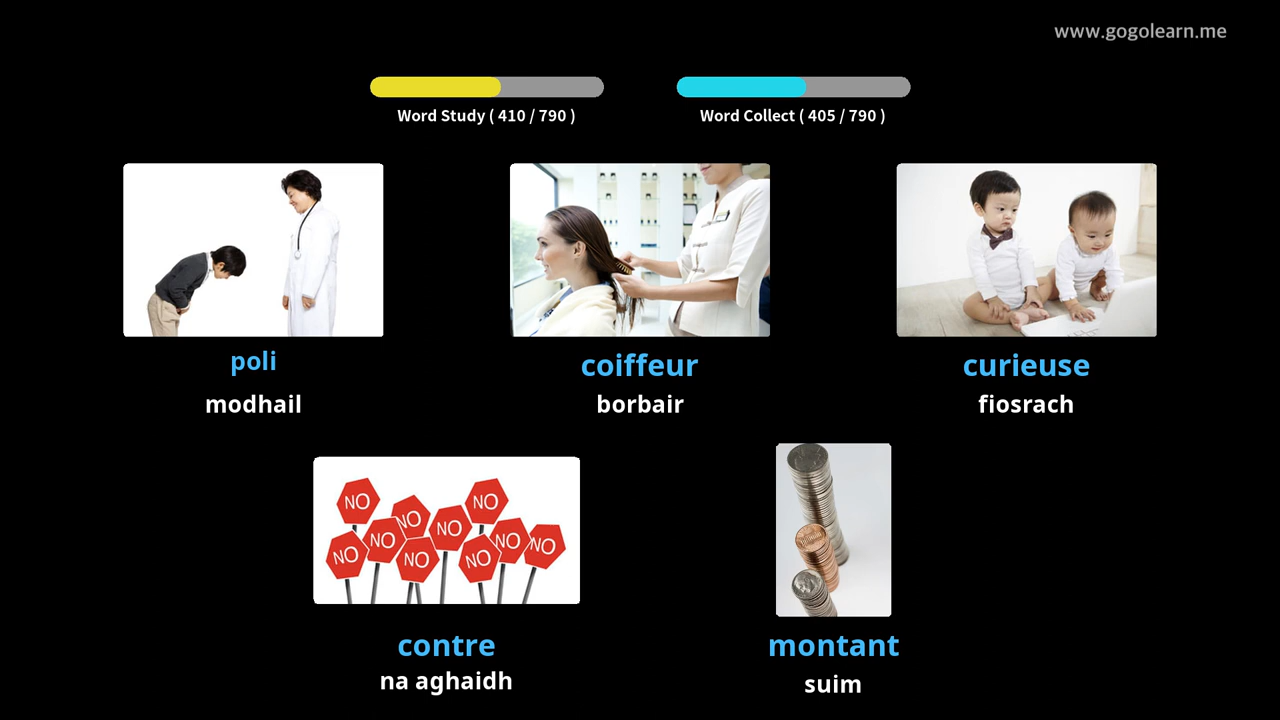 www.gogolearn.me
Word Study ( 410 / 790 )
Word Collect ( 405 / 790 )
poli
modhail
coiffeur
borbair
curieuse
fiosrach
NO
NO
NO
NO
NO
NO
NO
NO
NO
NO
contre
na aghaidh
montant
suim